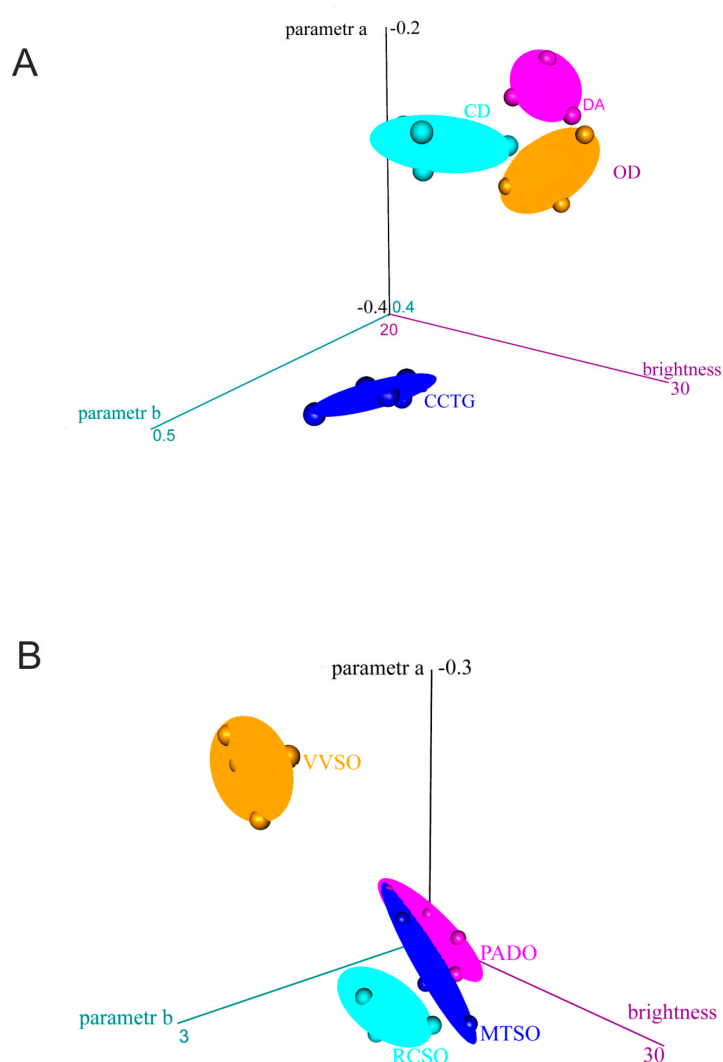 A
parametr a
-0.2
CD
DA
OD
-0.4
0.4
20
brightness
30
parametr b
0.5
CCTG
B
parametr a
-0.3
VVSO
PADO
parametr b
3
brightness
30
MTSO
RCSO